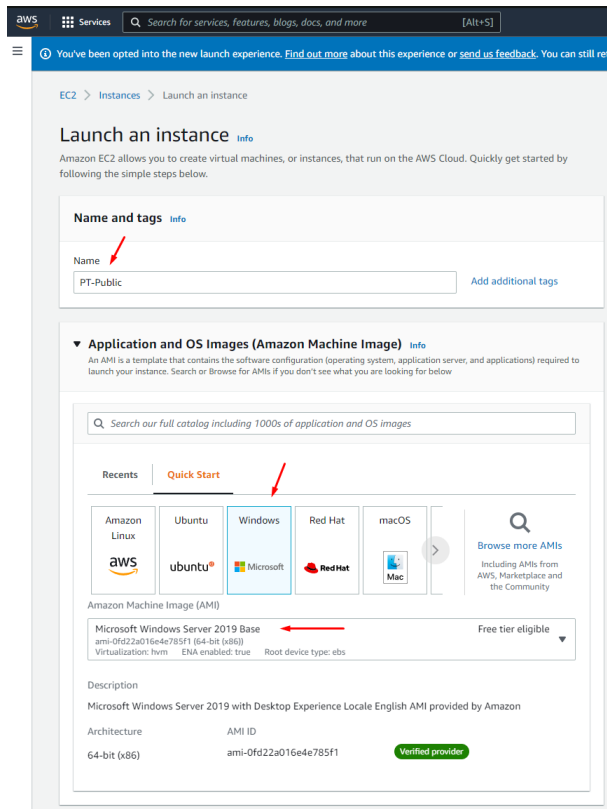 aws Services Search for services, features, blogs, docs, and more [Alt+S]
You've been opted into the new launch experience. Find out more about this experience or send us feedback. You can still ret
EC2 > Instances > Launch an instance
Launch an instance Info
Amazon EC2 allows you to create virtual machines, or instances, that run on the AWS Cloud. Quickly get started by
following the simple steps below.
Name and tags Info
Name
PT-Public Add additional tags
Application and OS Images (Amazon Machine Image) Info
An AMI is a template that contains the software configuration (operating system, application server, and applications) required to
launch your instance. Search or Browse for AMIs if you don't see what you are looking for below
Search our full catalog including 1000s of application and OS images
Recents Quick Start
Amazon
Linux
aws
Ubuntu
ubuntu®
Windows
Microsoft
Red Hat
Red Hat
macOS
Mac
Browse more AMIs
Including AMIs from
AWS, Marketplace and
the Community
Amazon Machine Image (AMI)
Microsoft Windows Server 2019 Base Free tier eligible
ami-0fd22a016e4e785f1 (64-bit (x86))
Virtualization: hvm ENA enabled: true Root device type: ebs
Description
Microsoft Windows Server 2019 with Desktop Experience Locale English AMI provided by Amazon
Architecture AMI ID
64-bit (x86) ami-0fd22a016e4e785f1 Verified provider